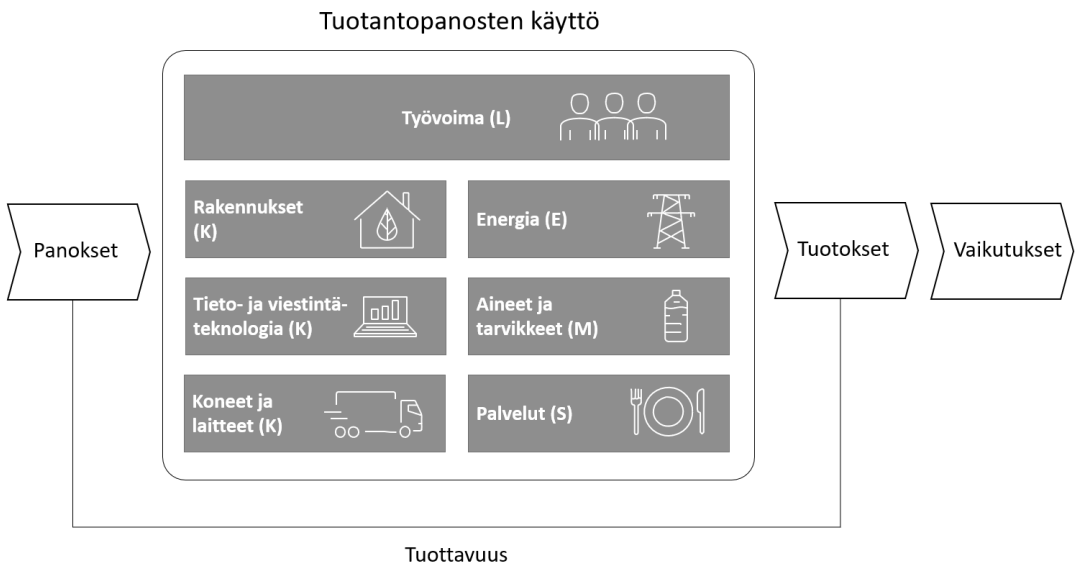 Tuotantopanosten käyttö
Työvoima (L)
Rakennukset
(K)
Energia (E)
Panokset
Tuotokset
Vaikutukset
Tieto- ja viestintä-
teknologia (K)
Aineet ja
tarvikkeet (M)
Koneet ja
laitteet (K)
Palvelut (S)
Tuottavuus